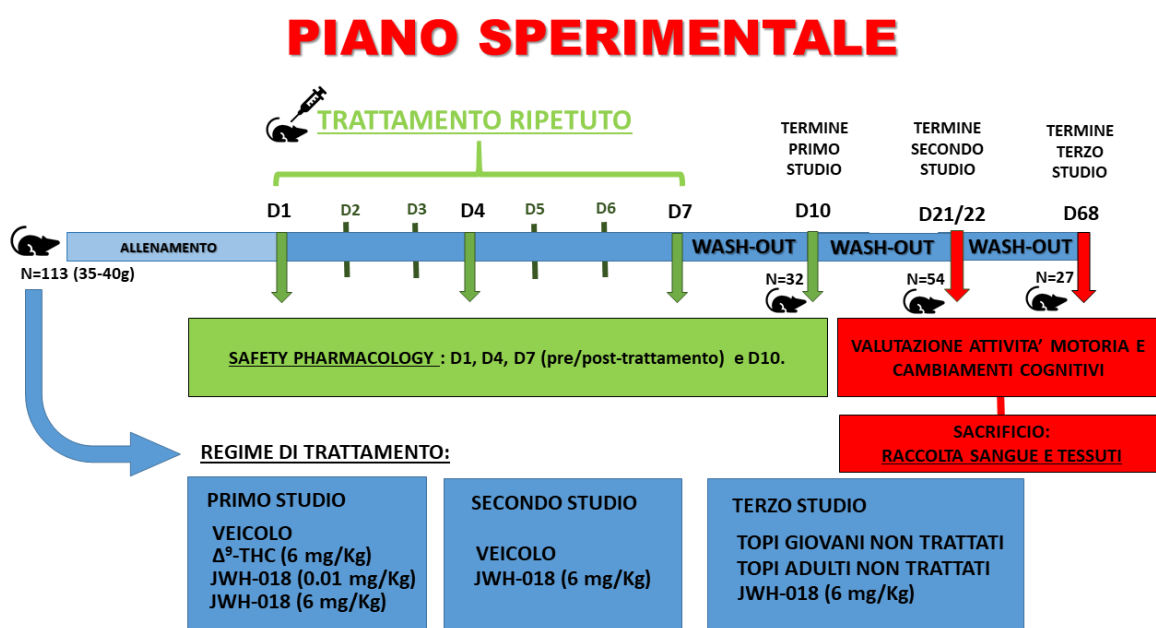 PIANO SPERIMENTALE
TRATTAMENTO RIPETUTO
TERMINE
PRIMO
STUDIO
TERMINE
SECONDO
STUDIO
TERMINE
TERZO
STUDIO
D1
D2
D3
D4
D5
D6
D7
D10
D21/22
D68
ALLENAMENTO
WASH-OUT
WASH-OUT
WASH-OUT
N=113 (35-40g)
N=32
N=54
N=27
SAFETY PHARMACOLOGY : D1, D4, D7 (pre/post-trattamento) e D10.
VALUTAZIONE ATTIVITA’ MOTORIA E
CAMBIAMENTI COGNITIVI
SACRIFICIO:
RACCOLTA SANGUE E TESSUTI
REGIME DI TRATTAMENTO:
PRIMO STUDIO
VEICOLO
Δ⁹-THC (6 mg/Kg)
JWH-018 (0.01 mg/Kg)
JWH-018 (6 mg/Kg)
SECONDO STUDIO
VEICOLO
JWH-018 (6 mg/Kg)
TERZO STUDIO
TOPI GIOVANI NON TRATTATI
TOPI ADULTI NON TRATTATI
JWH-018 (6 mg/Kg)